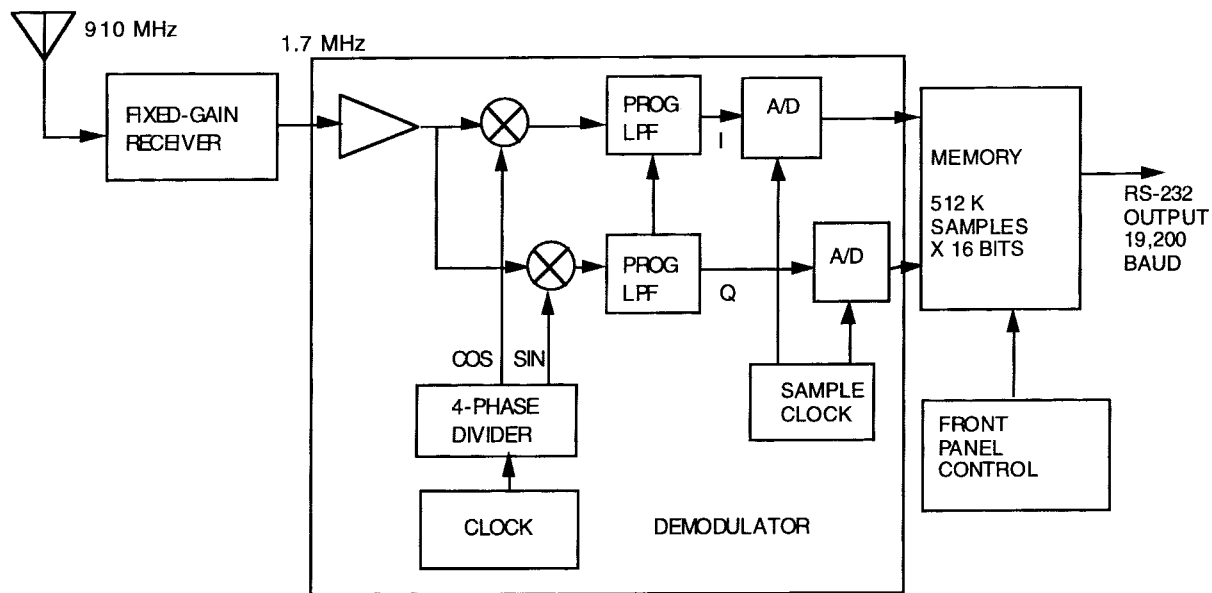 910 MHz
1.7 MHz
FIXED-GAIN
RECEIVER
PROG
LPF
I
A/D
MEMORY
512 K
SAMPLES
X 16 BITS
RS-232
OUTPUT
19,200
BAUD
PROG
LPF
Q
A/D
COS
SIN
4-PHASE
DIVIDER
SAMPLE
CLOCK
FRONT
PANEL
CONTROL
CLOCK
DEMODULATOR